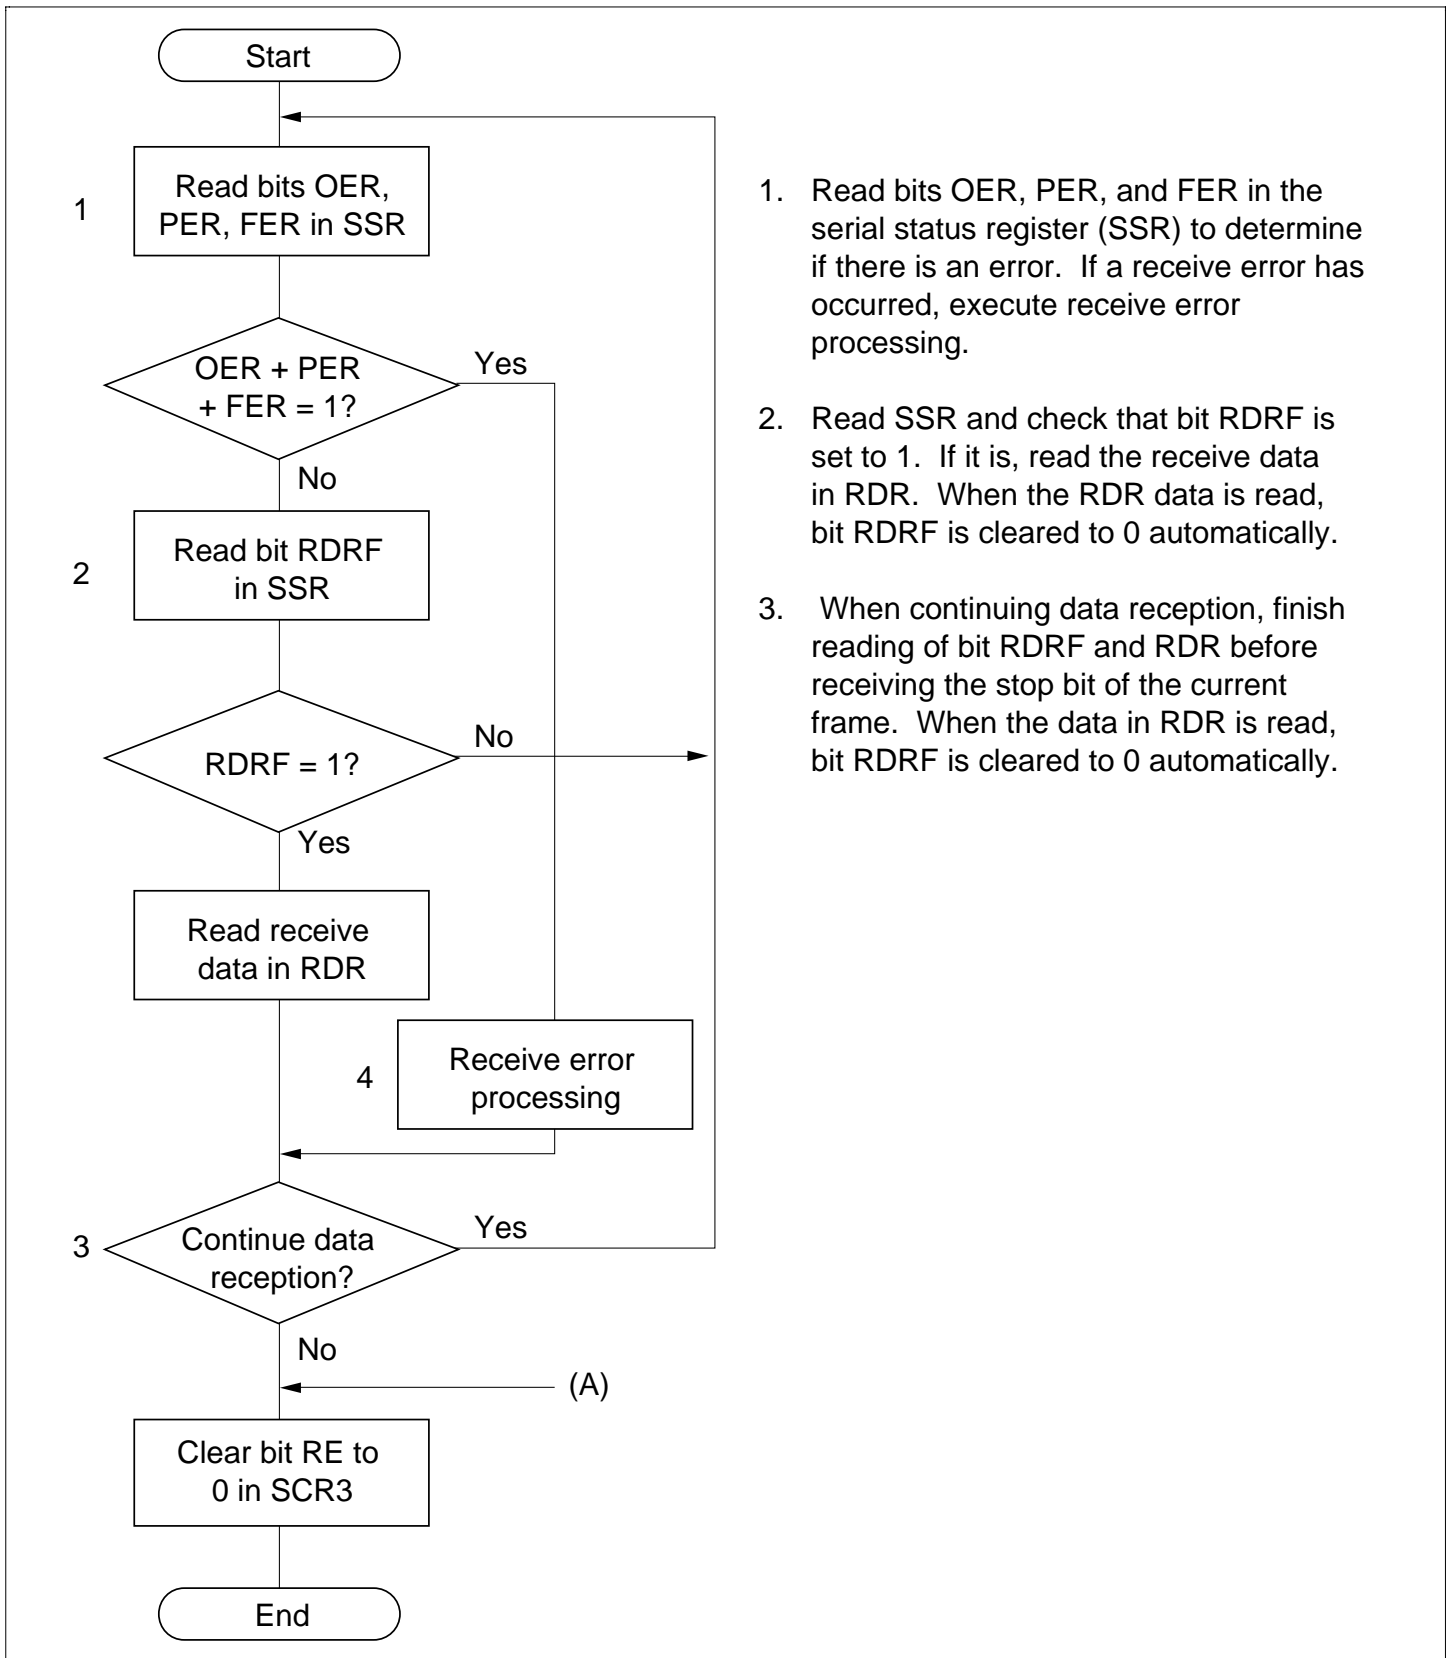 Start
1
Read bits OER,
PER, FER in SSR
OER + PER
+ FER = 1?
Yes
No
2
Read bit RDRF
in SSR
RDRF = 1?
No
Yes
Read receive
data in RDR
4
Receive error
processing
3
Continue data
reception?
Yes
No
(A)
Clear bit RE to
0 in SCR3
End
1. Read bits OER, PER, and FER in the
serial status register (SSR) to determine
if there is an error. If a receive error has
occurred, execute receive error
processing.
2. Read SSR and check that bit RDRF is
set to 1. If it is, read the receive data
in RDR. When the RDR data is read,
bit RDRF is cleared to 0 automatically.
3. When continuing data reception, finish
reading of bit RDRF and RDR before
receiving the stop bit of the current
frame. When the data in RDR is read,
bit RDRF is cleared to 0 automatically.